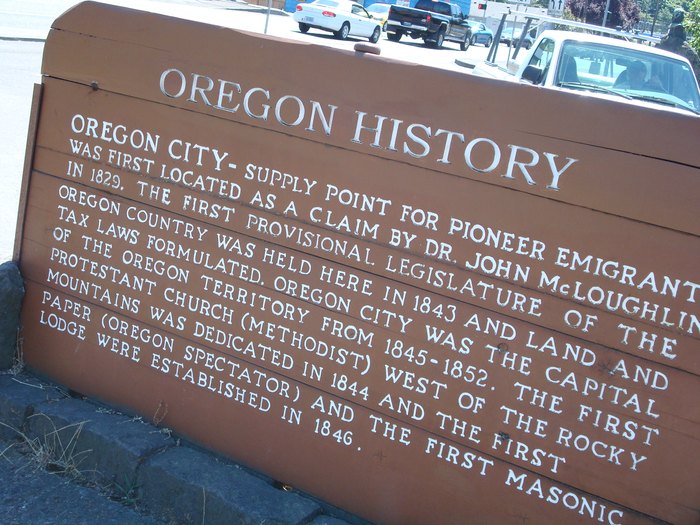 OREGON HISTORY
OREGON CITY- SUPPLY POINT FOR PIONEER EMIGRANT
WAS FIRST LOCATED AS A CLAIM BY DR. JOHN McLOUGHLIN
IN 1829. THE FIRST PROVISIONAL LEGISLATURE OF THE
OREGON COUNTRY WAS HELD HERE IN 1843 AND LAND AND
TAX LAWS FORMULATED. OREGON CITY WAS THE CAPITAL
OF THE OREGON TERRITORY FROM 1845-1852. THE FIRST
PROTESTANT CHURCH (METHODIST) WEST OF THE ROCKY
MOUNTAINS WAS DEDICATED IN 1844 AND THE FIRST
PAPER (OREGON SPECTATOR) AND THE FIRST MASONIC
LODGE WERE ESTABLISHED IN 1846.